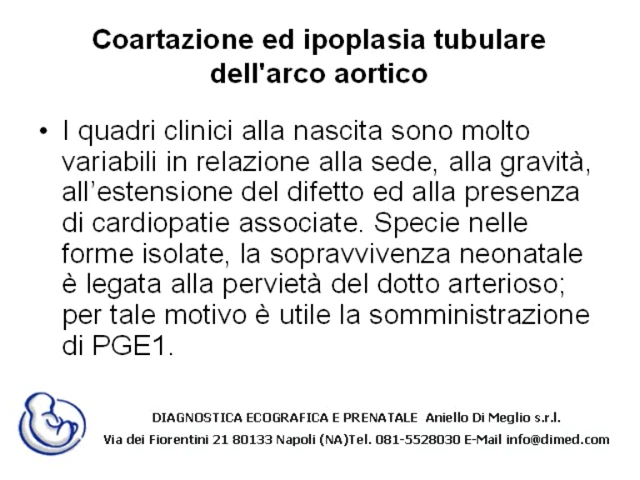 Coartazione ed ipoplasia tubulare
dell'arco aortico
• I quadri clinici alla nascita sono molto
variabili in relazione alla sede, alla gravità,
all’estensione del difetto ed alla presenza
di cardiopatie associate. Specie nelle
forme isolate, la sopravvivenza neonatale
è legata alla pervietà del dotto arterioso;
per tale motivo è utile la somministrazione
di PGE1.
DIAGNOSTICA ECOGRAFICA E PRENATALE Aniello Di Meglio s.r.l.
Via dei Fiorentini 21 80133 Napoli (NA)Tel. 081-5528030 E-Mail info@dimed.com